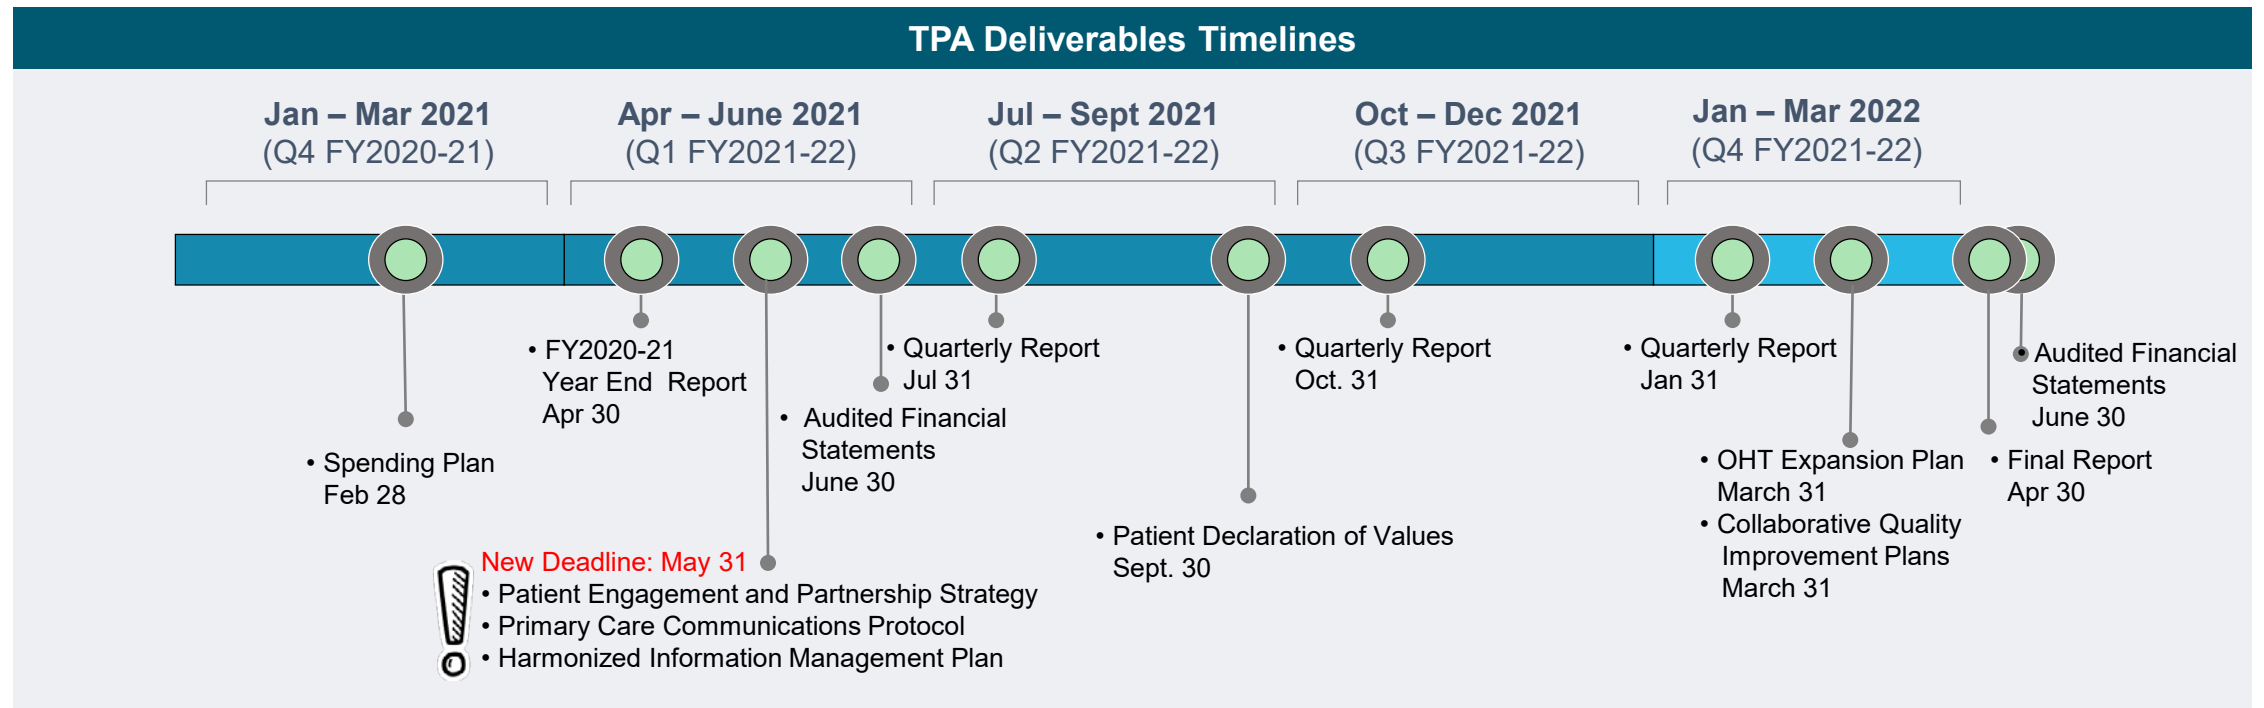 TPA Deliverables Timelines
Jan – Mar 2021
(Q4 FY2020-21)
Apr – June 2021
(Q1 FY2021-22)
Jul – Sept 2021
(Q2 FY2021-22)
Oct – Dec 2021
(Q3 FY2021-22)
Jan – Mar 2022
(Q4 FY2021-22)
• Spending Plan
Feb 28
• FY2020-21
Year End  Report
Apr 30
New Deadline: May 31
• Patient Engagement and Partnership Strategy
• Primary Care Communications Protocol
• Harmonized Information Management Plan
• Audited Financial
Statements
June 30
• Quarterly Report
Jul 31
• Patient Declaration of Values
Sept. 30
• Quarterly Report
Oct. 31
• Quarterly Report
Jan 31
• OHT Expansion Plan
March 31
• Collaborative Quality
Improvement Plans
March 31
• Final Report
Apr 30
• Audited Financial
Statements
June 30